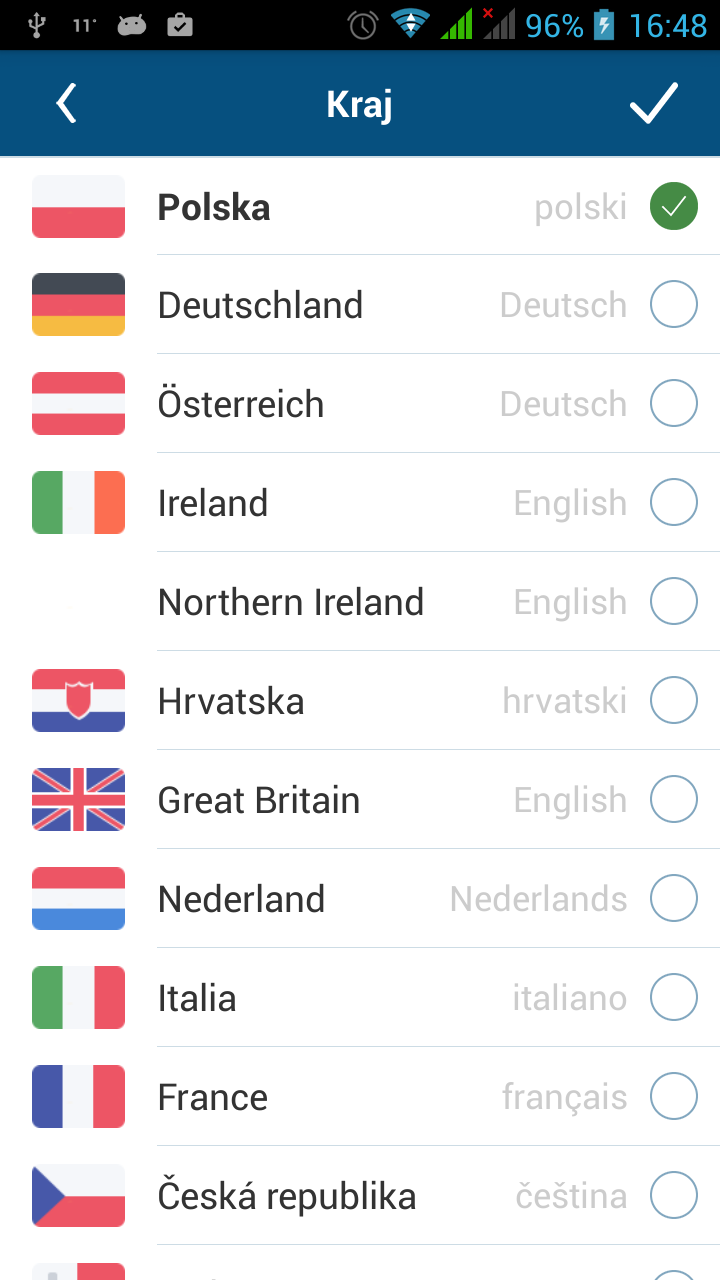 11° 96% 16:48
Kraj
Polska polski
Deutschland Deutsch
Österreich Deutsch
Ireland English
Northern Ireland English
Hrvatska hrvatski
Great Britain English
Nederland Nederlands
Italia italiano
France français
Česká republika čeština